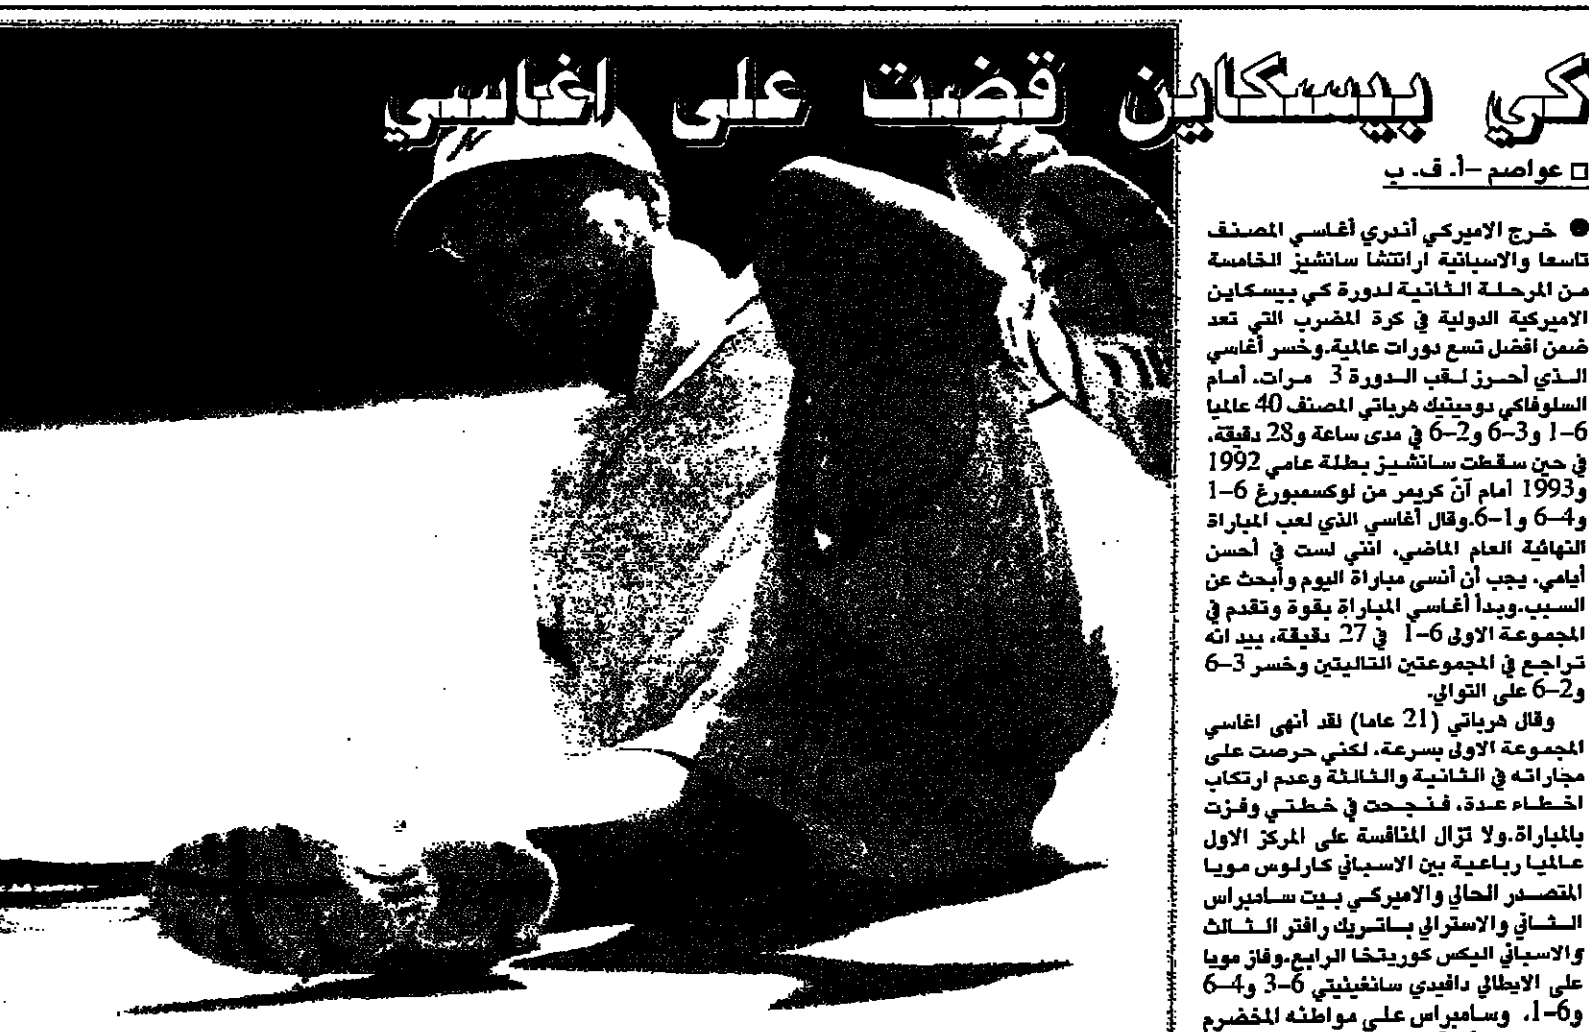 كي بيسكاين قضت على اغاسي
□ عواصم –أ. ف. ب
● خرج الاميركي أندري أغاسي المصنف
تاسعا والاسبانية ارانتشا سانشيز الخامسة
من المرحلة الثانية لدورة كي بيسكاين
الاميركية الدولية في كرة المضرب التي تعد
ضمن افضل تسع دورات عالمية.وخسر أغاسي
الذي أحرز لقب الدورة 3 مرات، أمام
السلوفاكي دومينيك هرباتي المصنف 40 عالميا
6–1 و3–6 و2–6 في مدى ساعة و28 دقيقة،
في حين سقطت سانشيز بطلة عامي 1992
و1993 أمام آن كريمر من لوكسمبورغ 6–1
و4–6 و1–6.وقال أغاسي الذي لعب المباراة
النهائية العام الماضي، انني لست في أحسن
أيامي، يجب أن أنسى مباراة اليوم وأبحث عن
السبب.وبدأ أغاسي المباراة بقوة وتقدم في
المجموعة الاولى 6–1 في 27 دقيقة، بيد انه
تراجع في المجموعتين التاليتين وخسر 3–6
و2–6 على التوالي.
وقال هرباتي (21 عاما) لقد أنهى اغاسي
المجموعة الاولى بسرعة، لكني حرصت على
مجاراته في الثانية والثالثة وعدم ارتكاب
اخطاء عدة، فنجحت في خطتي وفزت
بالمباراة.ولا تزال المنافسة على المركز الاول
عالميا رباعية بين الاسباني كارلوس مويا
المتصدر الحالي والاميركي بيت سامبراس
الثاني والاسترالي باتريك رافتر الثالث
والاسباني اليكس كوريتخا الرابع.وفاز مويا
على الايطالي دافيدي سانغينيتي 6–3 و4–6
و6–1، وسامبراس على مواطنه المخضرم